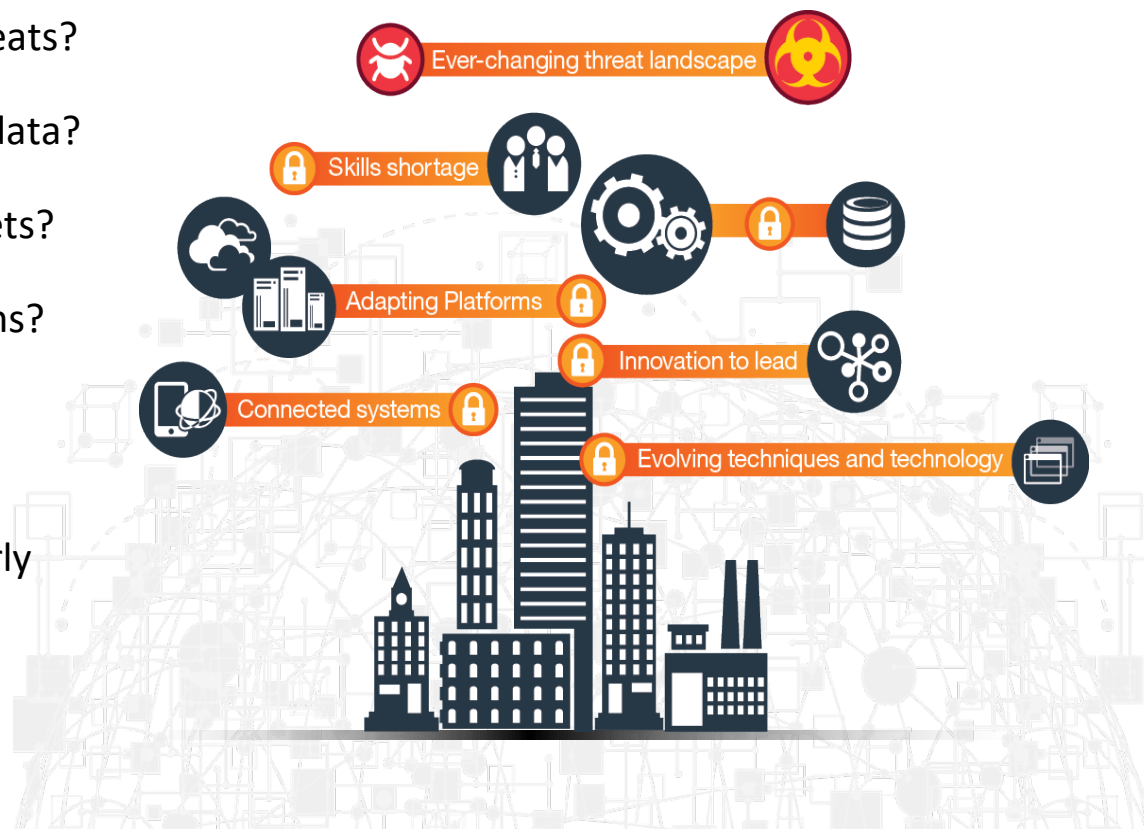 eats?
data?
ets?
ns?
rly
Ever-changing threat landscape
Skills shortage
Adapting Platforms
Innovation to lead
Connected systems
Evolving techniques and technology